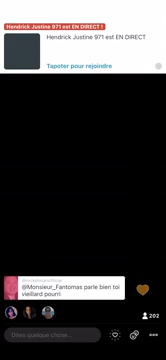 Hendrick Justine 971 est EN DIRECT !
Hendrick Justine 971 est EN DIRECT
Tapoter pour rejoindre
@Monsieur_Fantomas parle bien toi
vieillard pourri
202
Dites quelque chose...